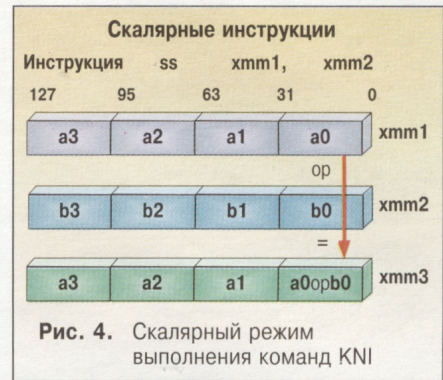 Скалярные инструкции
Инструкция ss xmm1, xmm2
127 95 63 31 0
a3 a2 a1 a0 xmm1
op
b3 b2 b1 b0 xmm2
=
a3 a2 a1 a0opb0 xmm3
Рис. 4. Скалярный режим
выполнения команд KNI